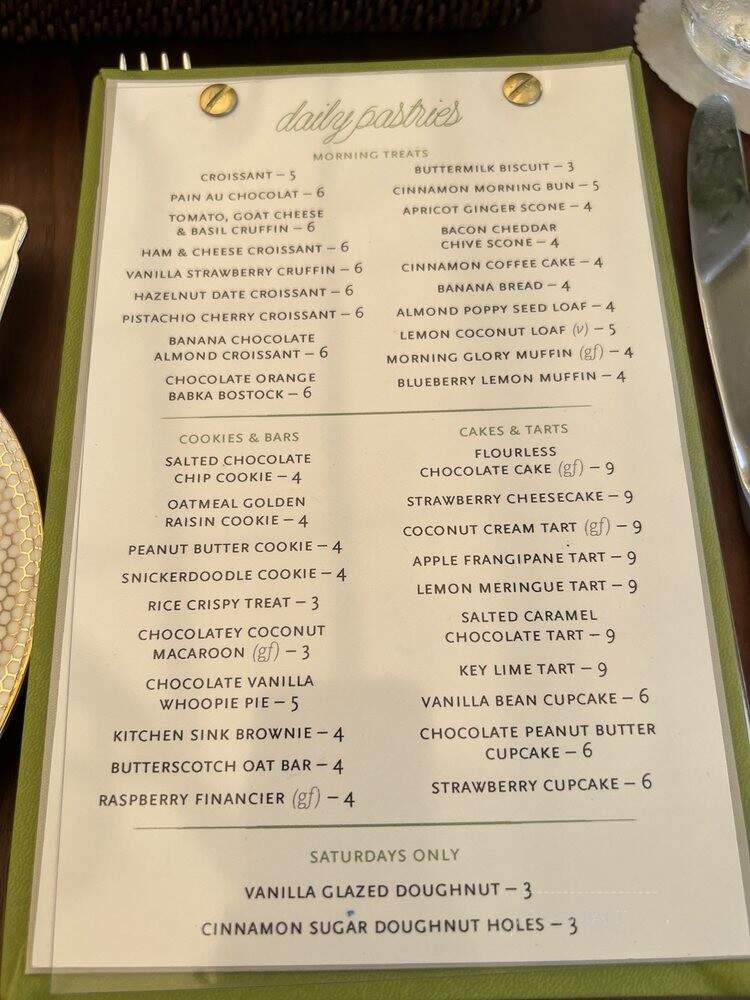 daily pastries
MORNING TREATS
CROISSANT – 5
PAIN AU CHOCOLAT – 6
TOMATO, GOAT CHEESE
& BASIL CRUFFIN – 6
HAM & CHEESE CROISSANT – 6
VANILLA STRAWBERRY CRUFFIN – 6
HAZELNUT DATE CROISSANT – 6
PISTACHIO CHERRY CROISSANT – 6
BANANA CHOCOLATE
ALMOND CROISSANT – 6
CHOCOLATE ORANGE
BABKA BOSTOCK – 6
BUTTERMILK BISCUIT – 3
CINNAMON MORNING BUN – 5
APRICOT GINGER SCONE – 4
BACON CHEDDAR
CHIVE SCONE – 4
CINNAMON COFFEE CAKE – 4
BANANA BREAD – 4
ALMOND POPPY SEED LOAF – 4
LEMON COCONUT LOAF (v) – 5
MORNING GLORY MUFFIN (gf) – 4
BLUEBERRY LEMON MUFFIN – 4
COOKIES & BARS
SALTED CHOCOLATE
CHIP COOKIE – 4
OATMEAL GOLDEN
RAISIN COOKIE – 4
PEANUT BUTTER COOKIE – 4
SNICKERDOODLE COOKIE – 4
RICE CRISPY TREAT – 3
CHOCOLATEY COCONUT
MACAROON (gf) – 3
CHOCOLATE VANILLA
WHOOPIE PIE – 5
KITCHEN SINK BROWNIE – 4
BUTTERSCOTCH OAT BAR – 4
RASPBERRY FINANCIER (gf) – 4
CAKES & TARTS
FLOURLESS
CHOCOLATE CAKE (gf) – 9
STRAWBERRY CHEESECAKE – 9
COCONUT CREAM TART (gf) – 9
APPLE FRANGIPANE TART – 9
LEMON MERINGUE TART – 9
SALTED CARAMEL
CHOCOLATE TART – 9
KEY LIME TART – 9
VANILLA BEAN CUPCAKE – 6
CHOCOLATE PEANUT BUTTER
CUPCAKE – 6
STRAWBERRY CUPCAKE – 6
SATURDAYS ONLY
VANILLA GLAZED DOUGHNUT – 3
CINNAMON SUGAR DOUGHNUT HOLES – 3